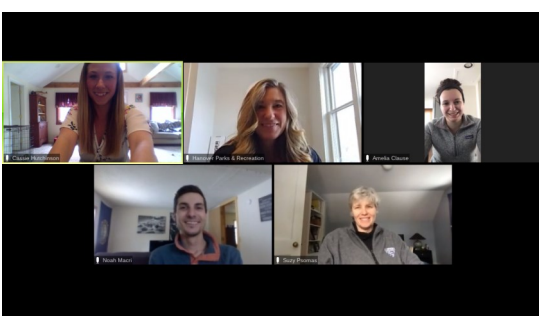 Cassie Hutchinson
Hanover Parks & Recreation
Amelia Clause
Noah Macri
Suzy Psomas